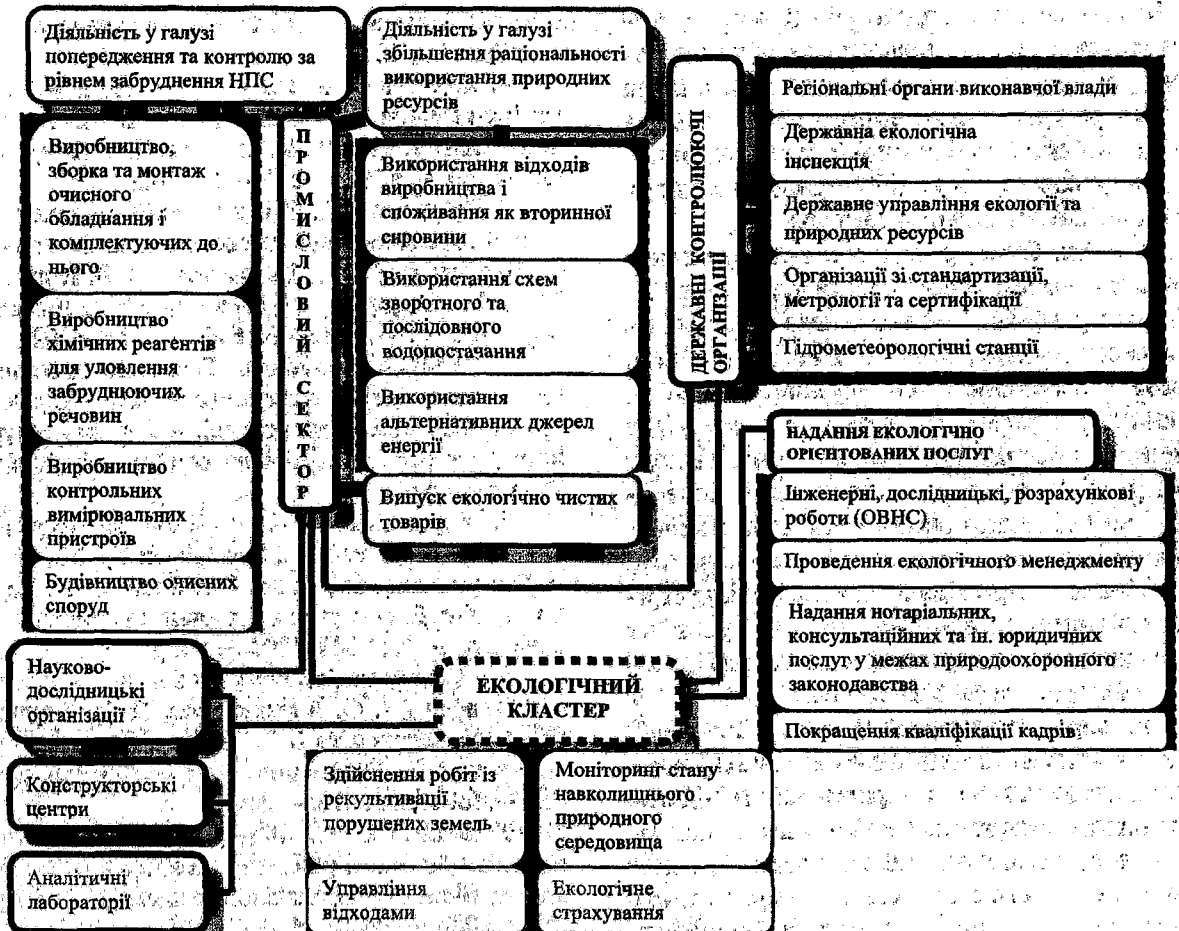 Діяльність у галузі
попередження та контролю за
рівнем забруднення НПС
Діяльність у галузі
збільшення раціональності
використання природних
ресурсів
ПРОМИСЛОВИЙ СЕКТОР
Виробництво,
зборка та монтаж
очисного
обладнання і
комплектуючих до
нього
Виробництво
хімічних реагентів
для уловлення
забруднюючих
речовин
Виробництво
контрольних
вимірювальних
пристроїв
Будівництво очисних
споруд
Використання відходів
виробництва і
споживання як вторинної
сировини
Використання схем
зворотного та
послідовного
водопостачання
Використання
альтернативних джерел
енергії
Випуск екологічно чистих
товарів
ДЕРЖАВНІ КОНТРОЛЮЮЧІ
ОРГАНІЗАЦІЇ
Регіональні органи виконавчої влади
Державна екологічна
інспекція
Державне управління екології та
природних ресурсів
Організації зі стандартизації,
метрології та сертифікації
Гідрометеорологічні станції
НАДАННЯ ЕКОЛОГІЧНО
ОРІЄНТОВАНИХ ПОСЛУГ
Інженерні, дослідницькі, розрахункові
роботи (ОВНС)
Проведення екологічного менеджменту
Надання нотаріальних,
консультаційних та ін. юридичних
послуг у межах природоохоронного
законодавства
Покращення кваліфікації кадрів
Науково-
дослідницькі
організації
Конструкторські
центри
Аналітичні
лабораторії
ЕКОЛОГІЧНИЙ
КЛАСТЕР
Здійснення робіт із
рекультивації
порушених земель
Моніторинг стану
навколишнього
природного
середовища
Управління
відходами
Екологічне
страхування